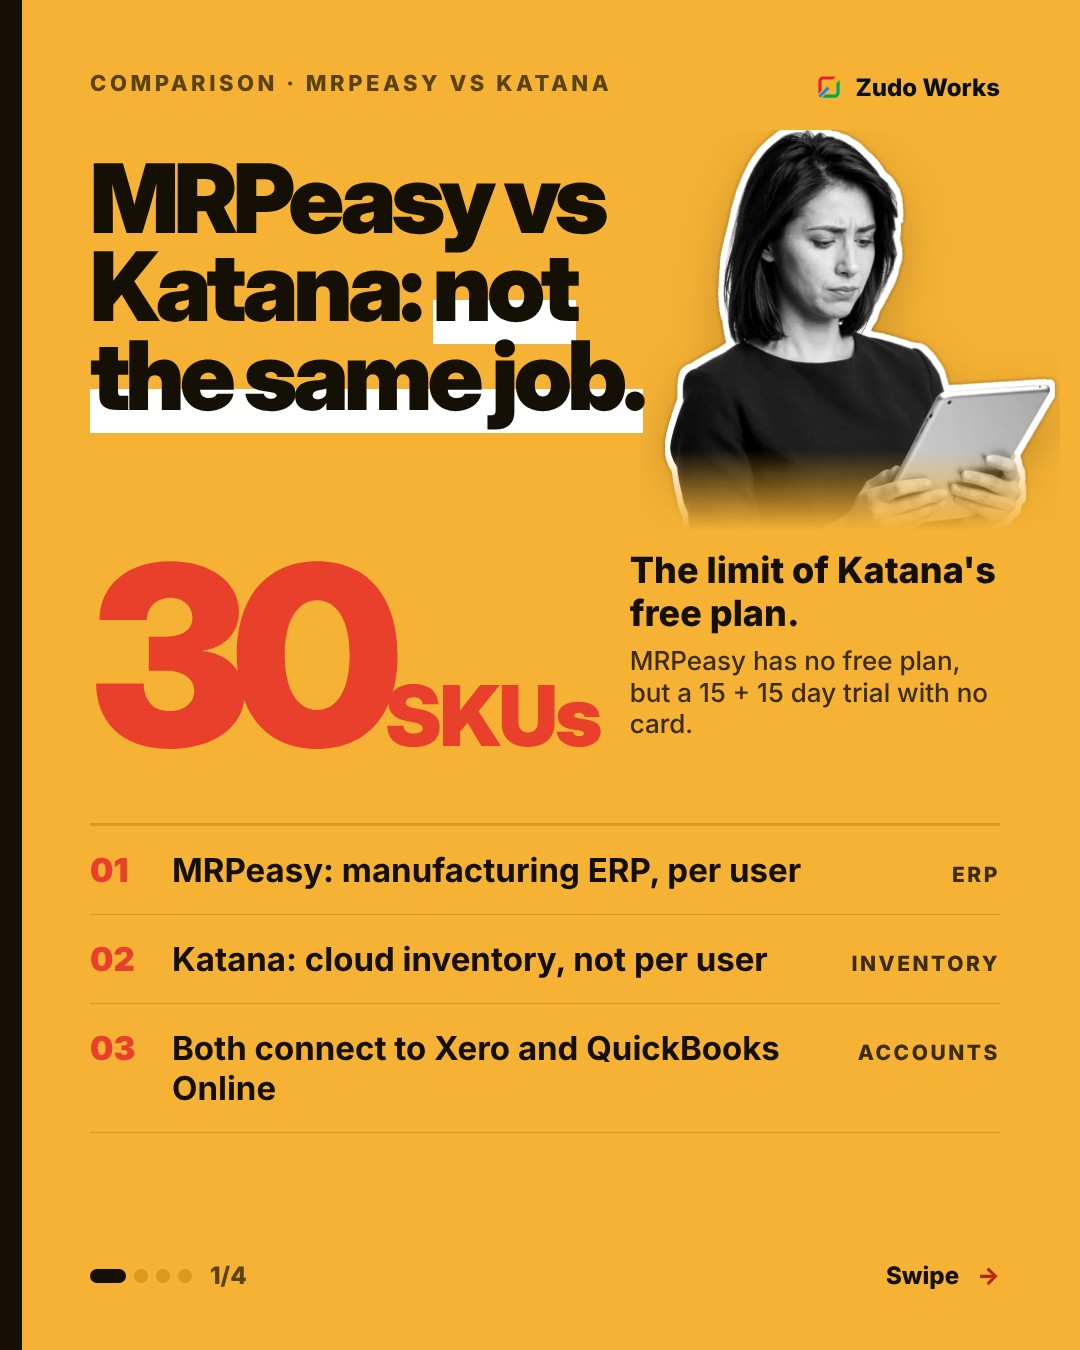 COMPARISON · MRPEASY VS KATANA
Zudo Works
MRPeasy vs
Katana: not
the same job.
30 SKUs
The limit of Katana's
free plan.
MRPeasy has no free plan,
but a 15 + 15 day trial with no
card.
01 MRPeasy: manufacturing ERP, per user ERP
02 Katana: cloud inventory, not per user INVENTORY
03 Both connect to Xero and QuickBooks ACCOUNTS
Online
1/4
Swipe →